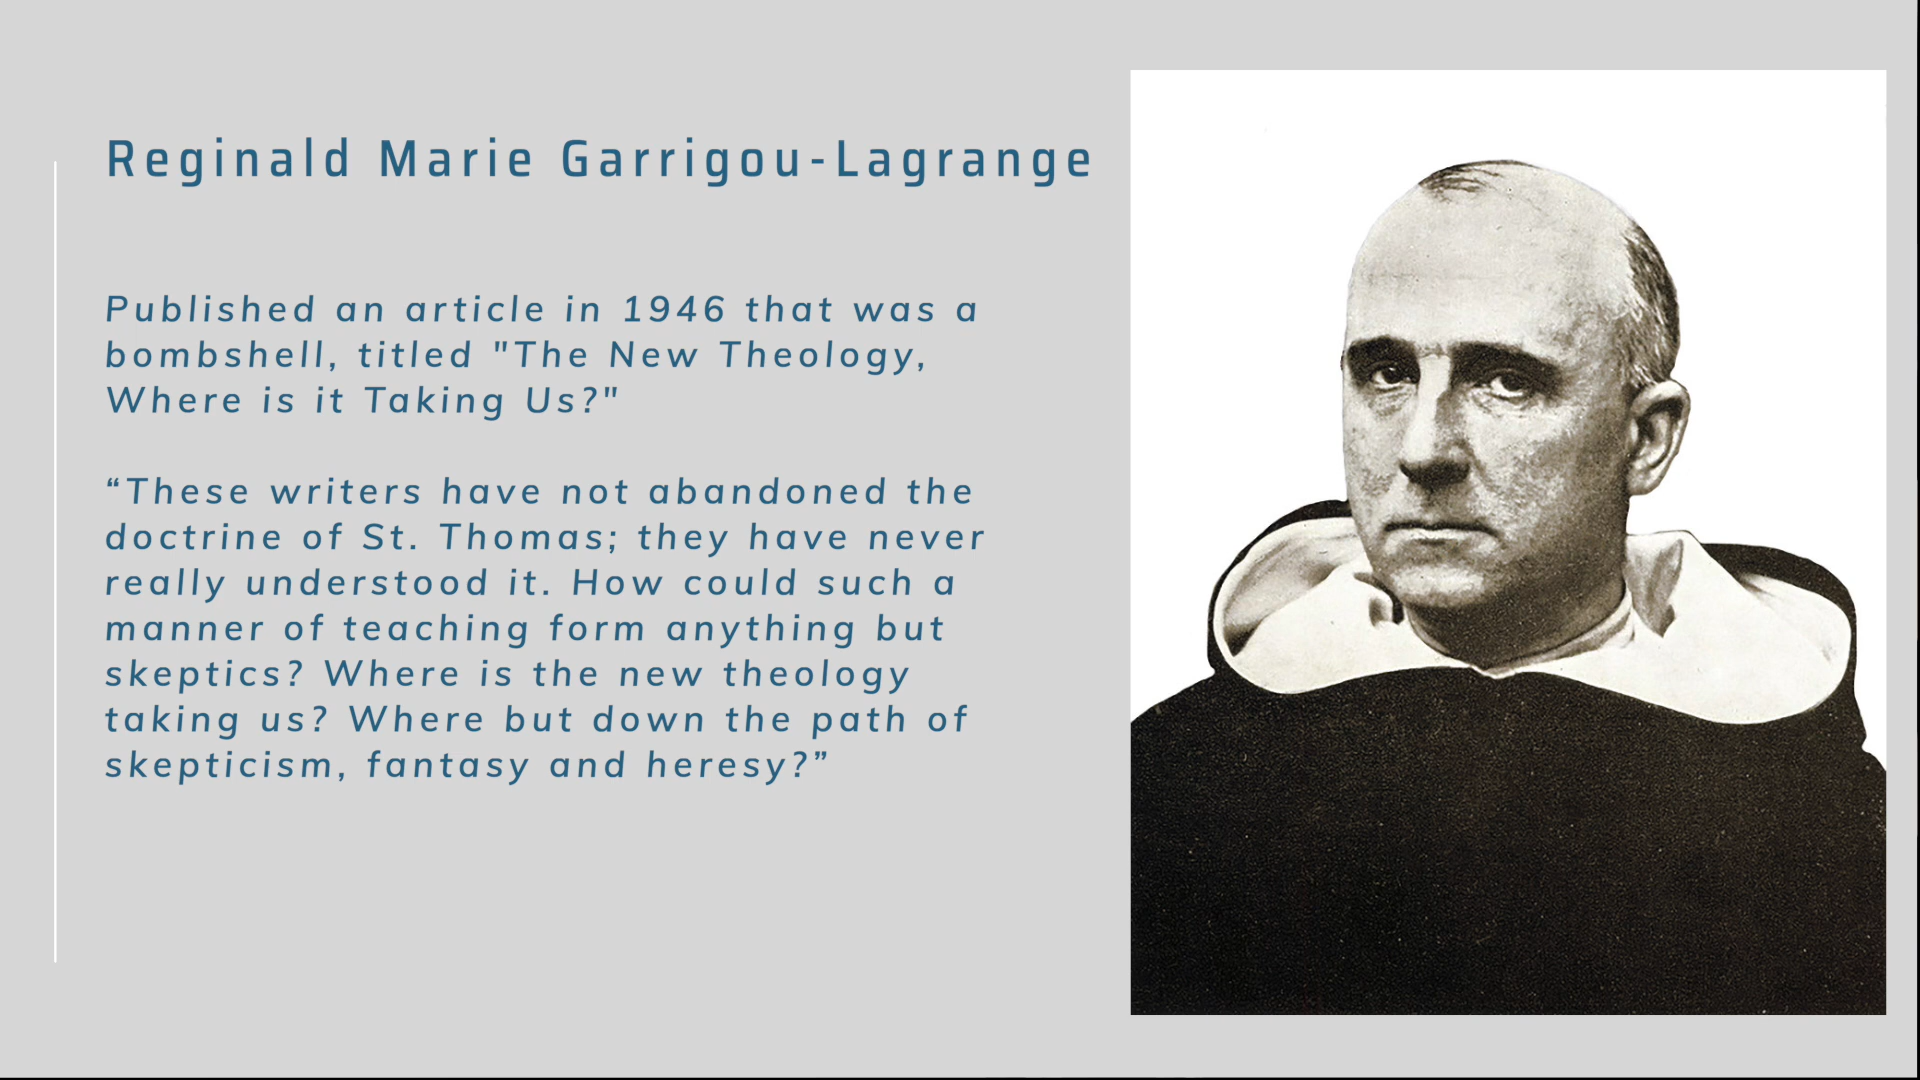 Reginald Marie Garrigou-Lagrange
Published an article in 1946 that was a
bombshell, titled "The New Theology,
Where is it Taking Us?"
“These writers have not abandoned the
doctrine of St. Thomas; they have never
really understood it. How could such a
manner of teaching form anything but
skeptics? Where is the new theology
taking us? Where but down the path of
skepticism, fantasy and heresy?”